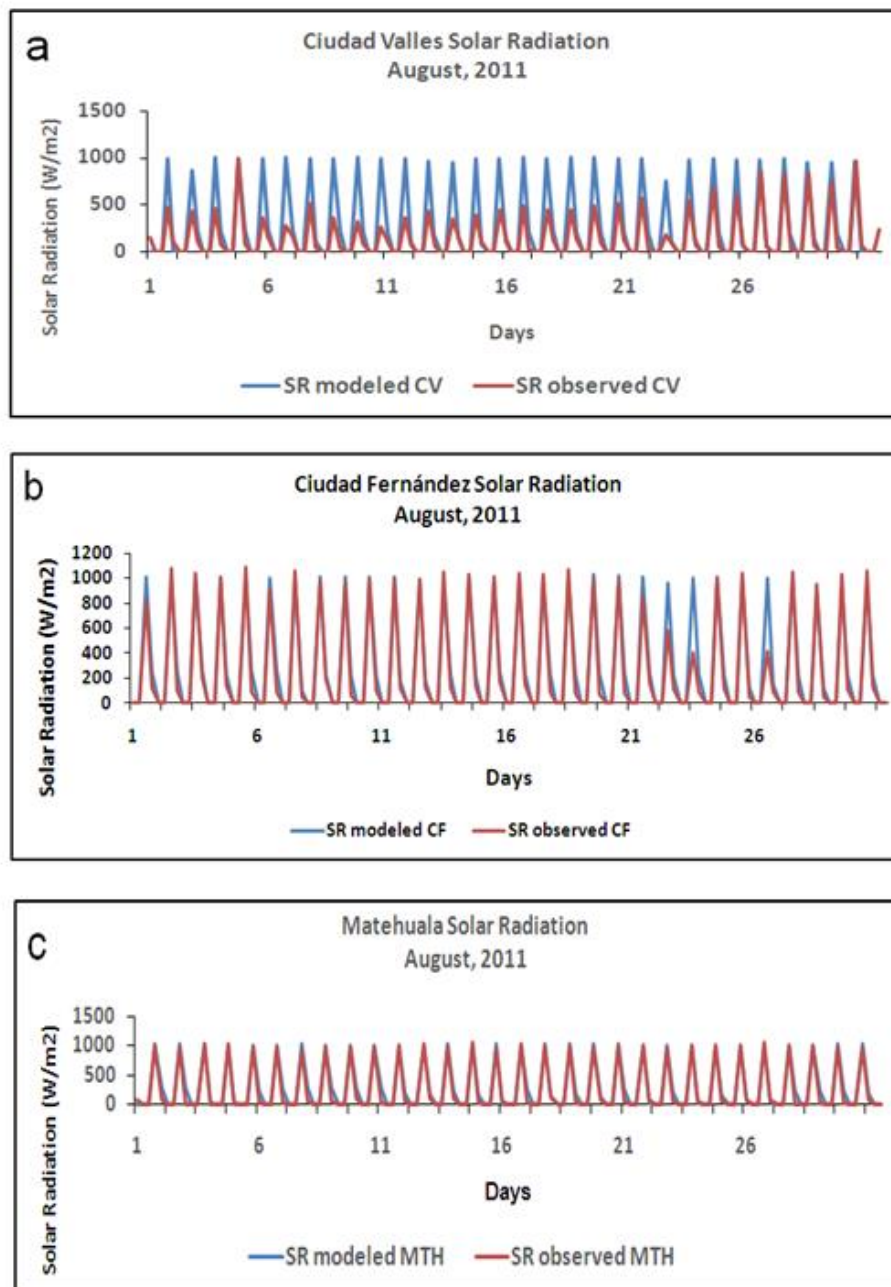 a
Ciudad Valles Solar Radiation
August, 2011
Solar Radiation (W/m2)
1500
1000
500
0
1 6 11 16 21 26
Days
SR modeled CV SR observed CV
b
Ciudad Fernández Solar Radiation
August, 2011
Solar Radiation (W/m2)
1200
1000
800
600
400
200
0
1 6 11 16 21 26
Days
SR modeled CF SR observed CF
c
Matehuala Solar Radiation
August, 2011
Solar Radiation (W/m2)
1500
1000
500
0
1 6 11 16 21 26
Days
SR modeled MTH SR observed MTH